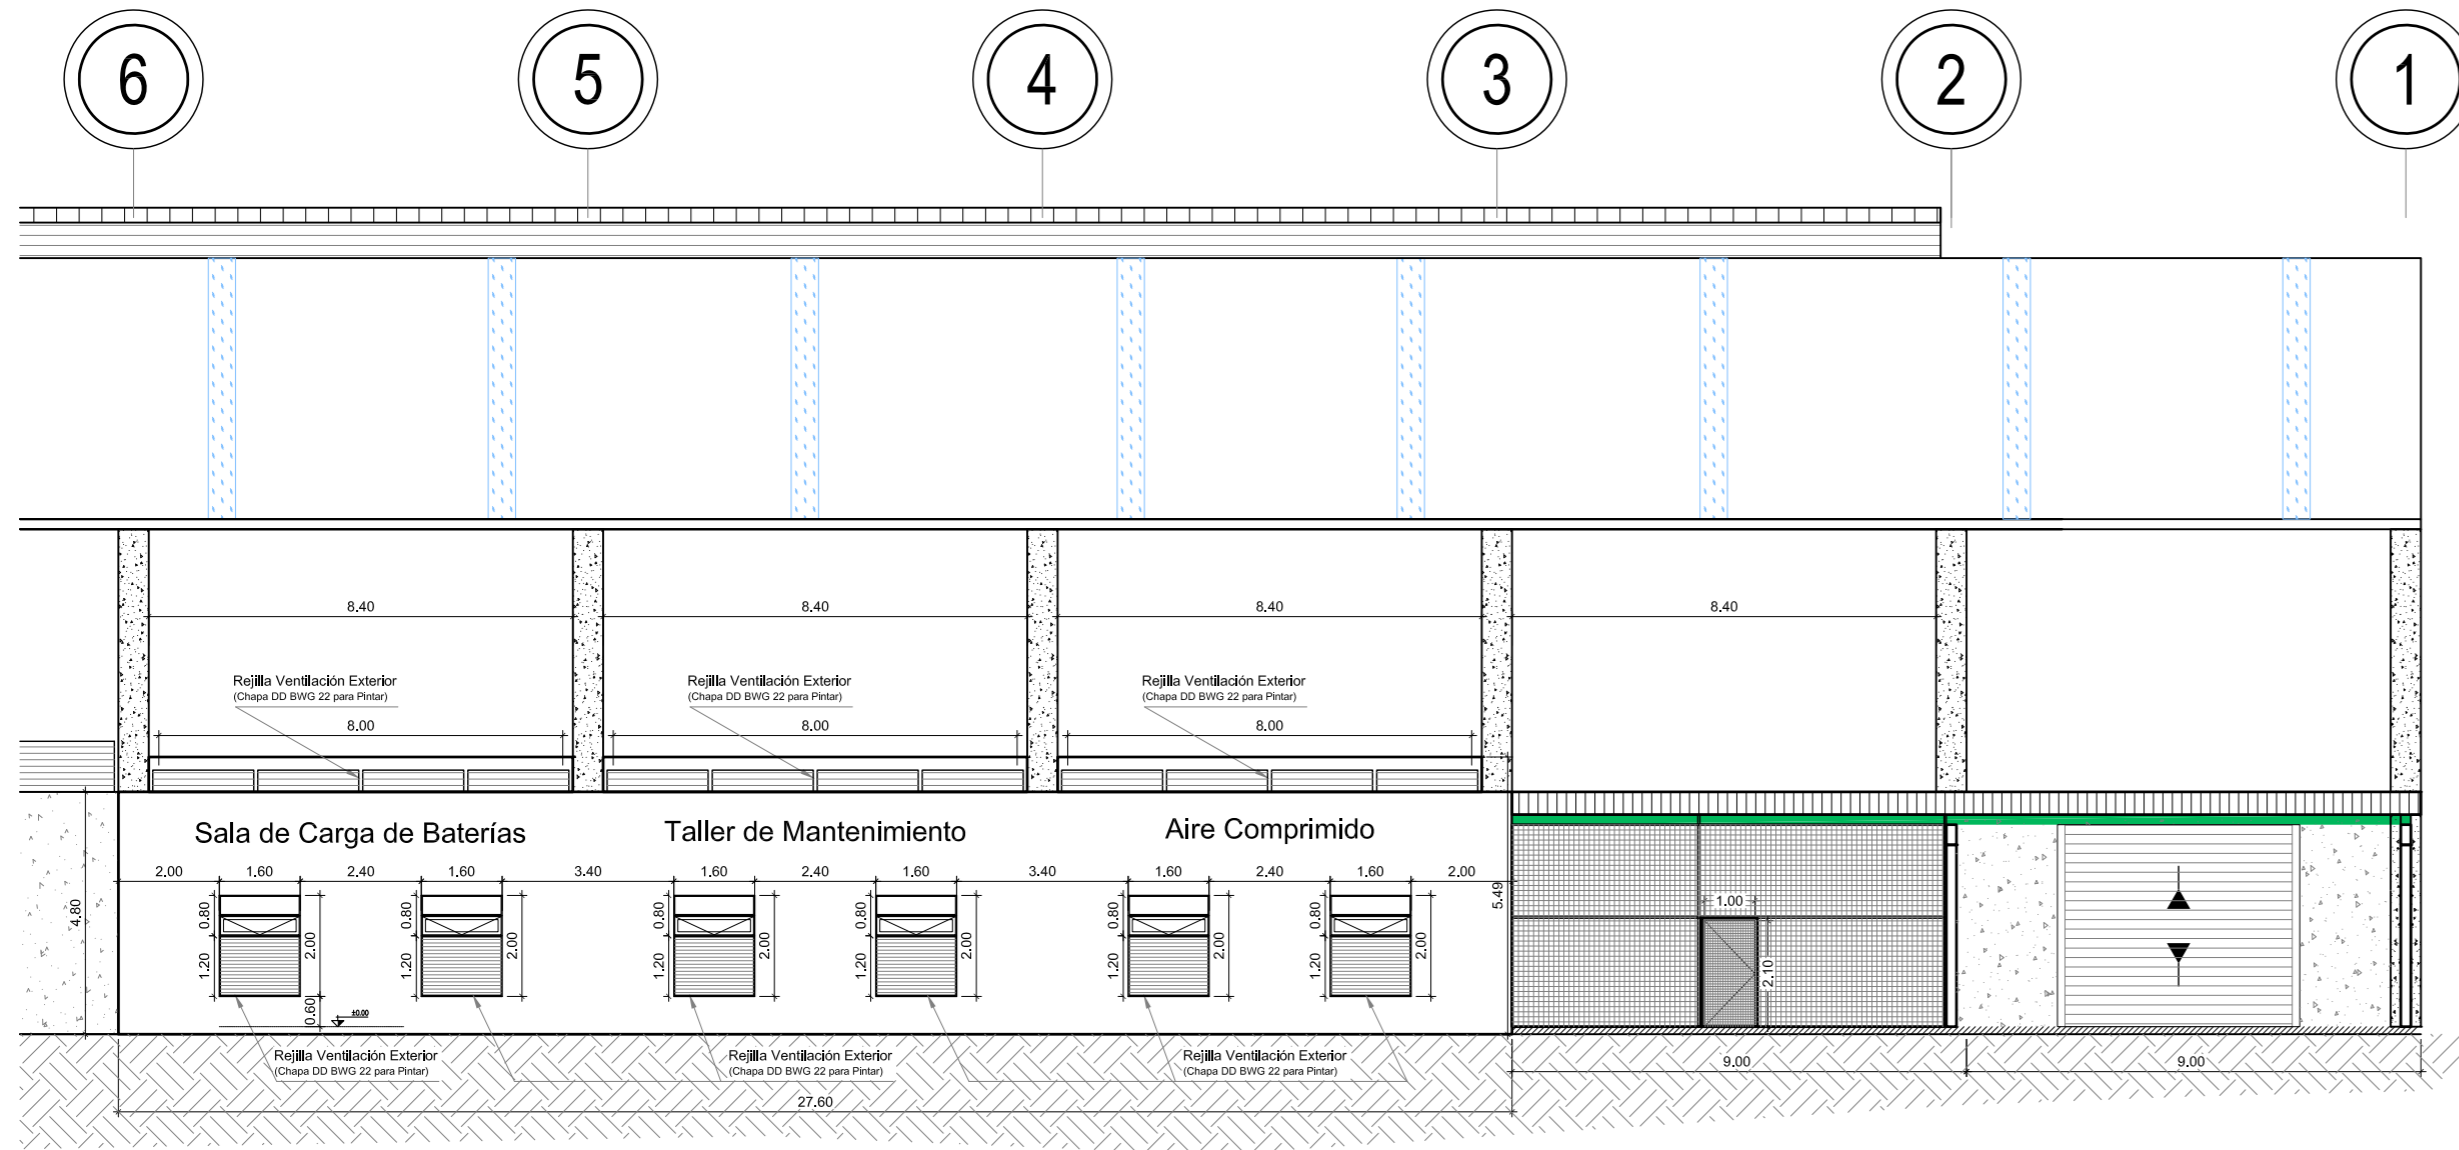 6 5 4 3 2 1
8.40 8.40 8.40 8.40
Rejilla Ventilación Exterior
(Chapa DD BWG 22 para Pintar)
Rejilla Ventilación Exterior
(Chapa DD BWG 22 para Pintar)
Rejilla Ventilación Exterior
(Chapa DD BWG 22 para Pintar)
8.00 8.00 8.00
Sala de Carga de Baterías
Taller de Mantenimiento
Aire Comprimido
2.00 1.60 2.40 1.60 3.40 1.60 2.40 1.60 3.40 1.60 2.40 1.60 2.00
4.80
0.80 0.80 0.80 0.80 0.80 0.80
5.49
1.00
2.00 2.00 2.00 2.00 2.00 2.00
1.20 1.20 1.20 1.20 1.20 1.20
2.10
0.60
±0.00
Rejilla Ventilación Exterior
(Chapa DD BWG 22 para Pintar)
Rejilla Ventilación Exterior
(Chapa DD BWG 22 para Pintar)
Rejilla Ventilación Exterior
(Chapa DD BWG 22 para Pintar)
9.00 9.00
27.60